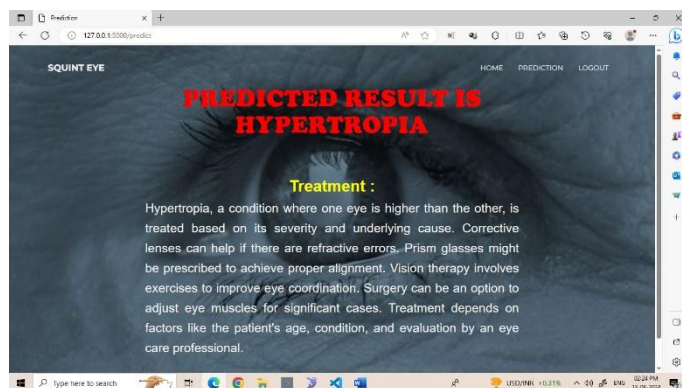 Prediction
127.0.0.1:5000/predict
SQUINT EYE
HOME PREDICTION LOGOUT
PREDICTED RESULT IS
HYPERTROPIA
Treatment :
Hypertropia, a condition where one eye is higher than the other, is
treated based on its severity and underlying cause. Corrective
lenses can help if there are refractive errors. Prism glasses might
be prescribed to achieve proper alignment. Vision therapy involves
exercises to improve eye coordination. Surgery can be an option to
adjust eye muscles for significant cases. Treatment depends on
factors like the patient's age, condition, and evaluation by an eye
care professional.
Type here to search
USD/INR +0.31%
ENG
02:24 PM